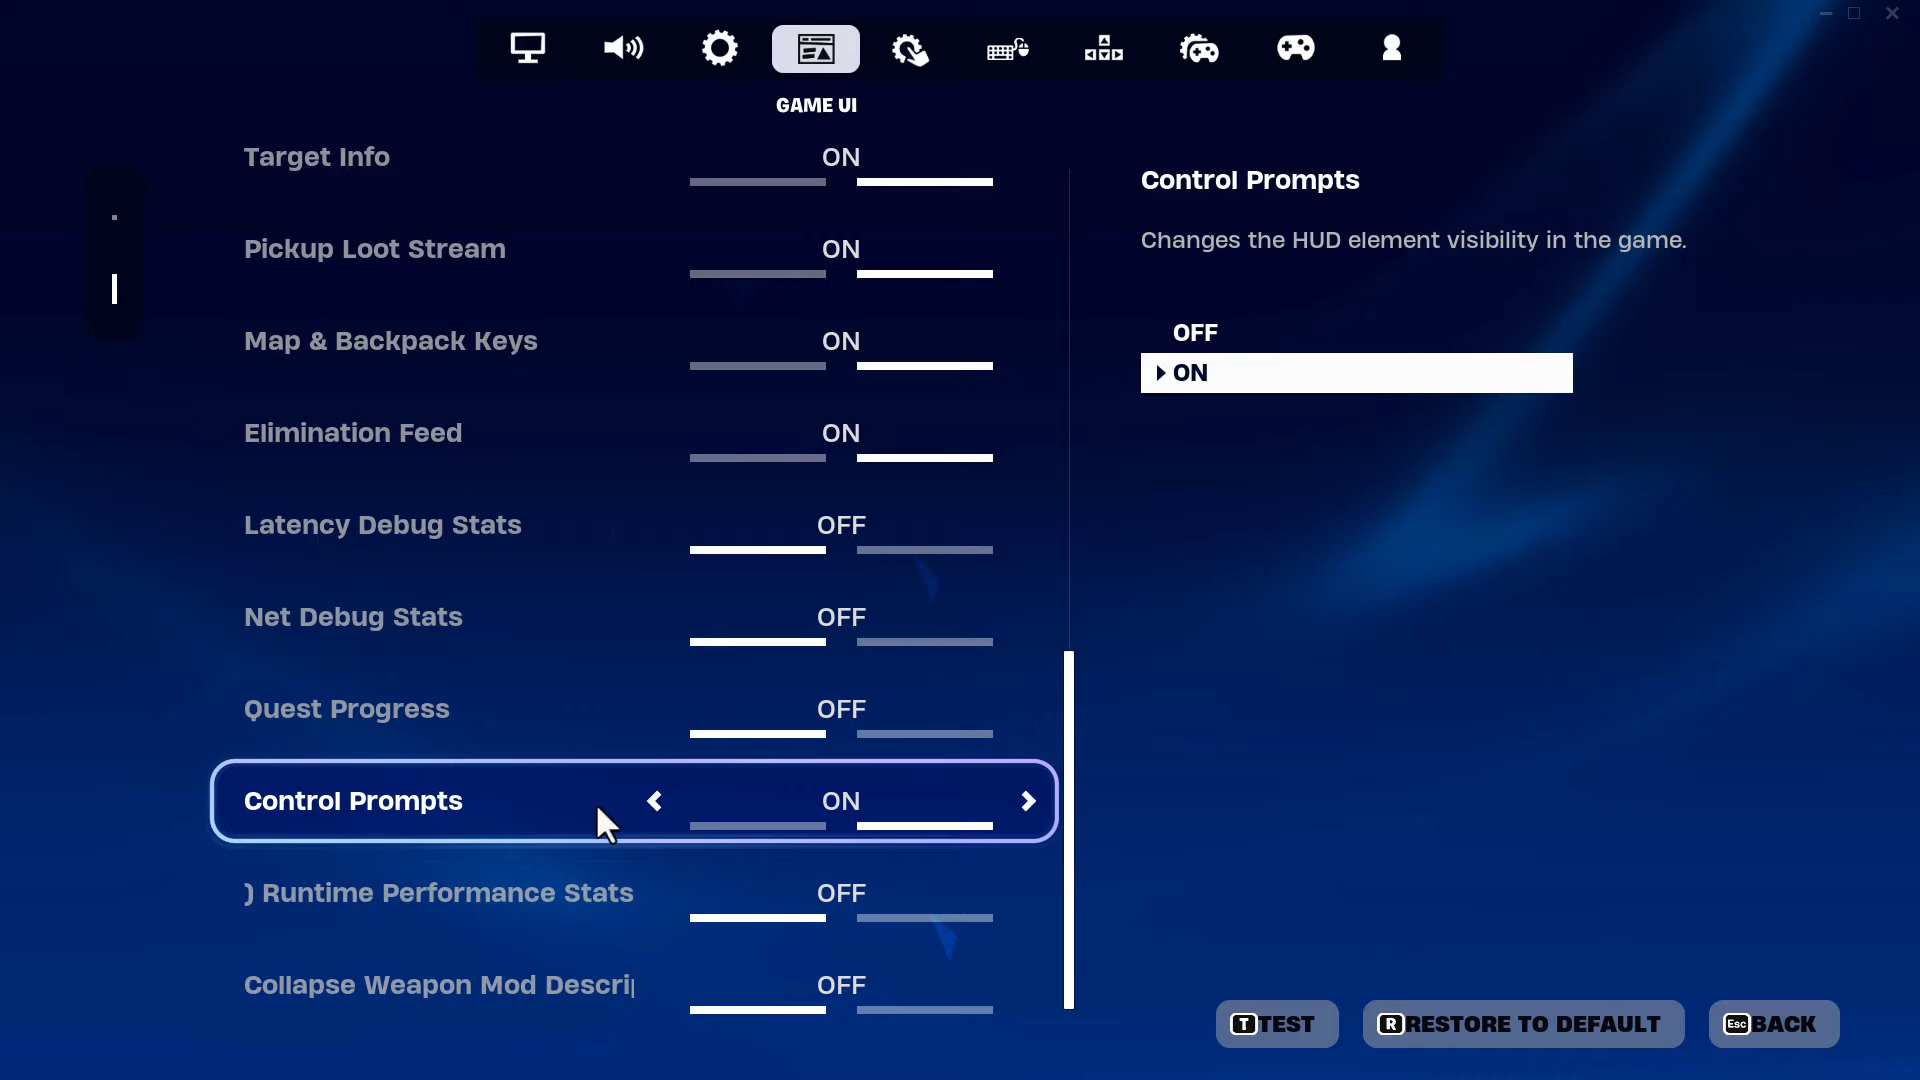 GAME UI
Target Info
ON
Pickup Loot Stream
ON
Map & Backpack Keys
ON
Elimination Feed
ON
Latency Debug Stats
OFF
Net Debug Stats
OFF
Quest Progress
OFF
Control Prompts
ON
) Runtime Performance Stats
OFF
Collapse Weapon Mod Descrip
OFF
Control Prompts
Changes the HUD element visibility in the game.
OFF
ON
T TEST
R RESTORE TO DEFAULT
Esc BACK